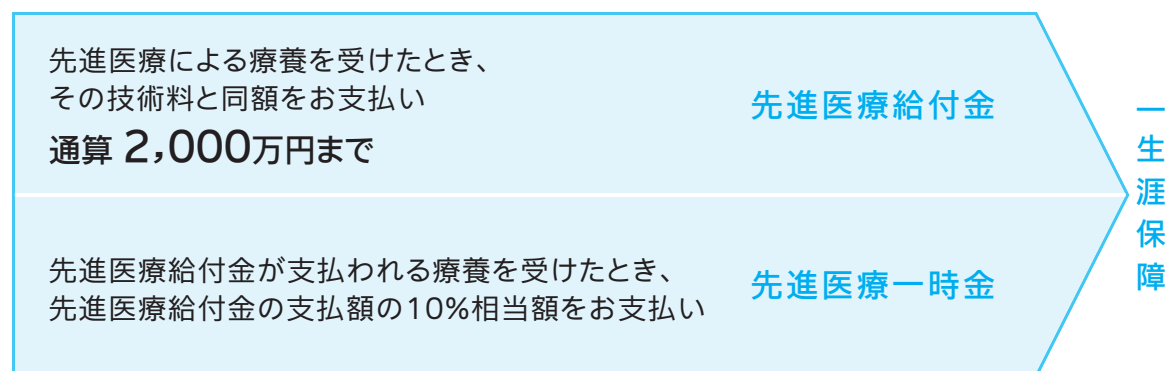 先進医療による療養を受けたとき、
その技術料と同額をお支払い
通算 2,000万円まで
先進医療給付金
先進医療給付金が支払われる療養を受けたとき、
先進医療給付金の支払額の10%相当額をお支払い
先進医療一時金
一生涯保障